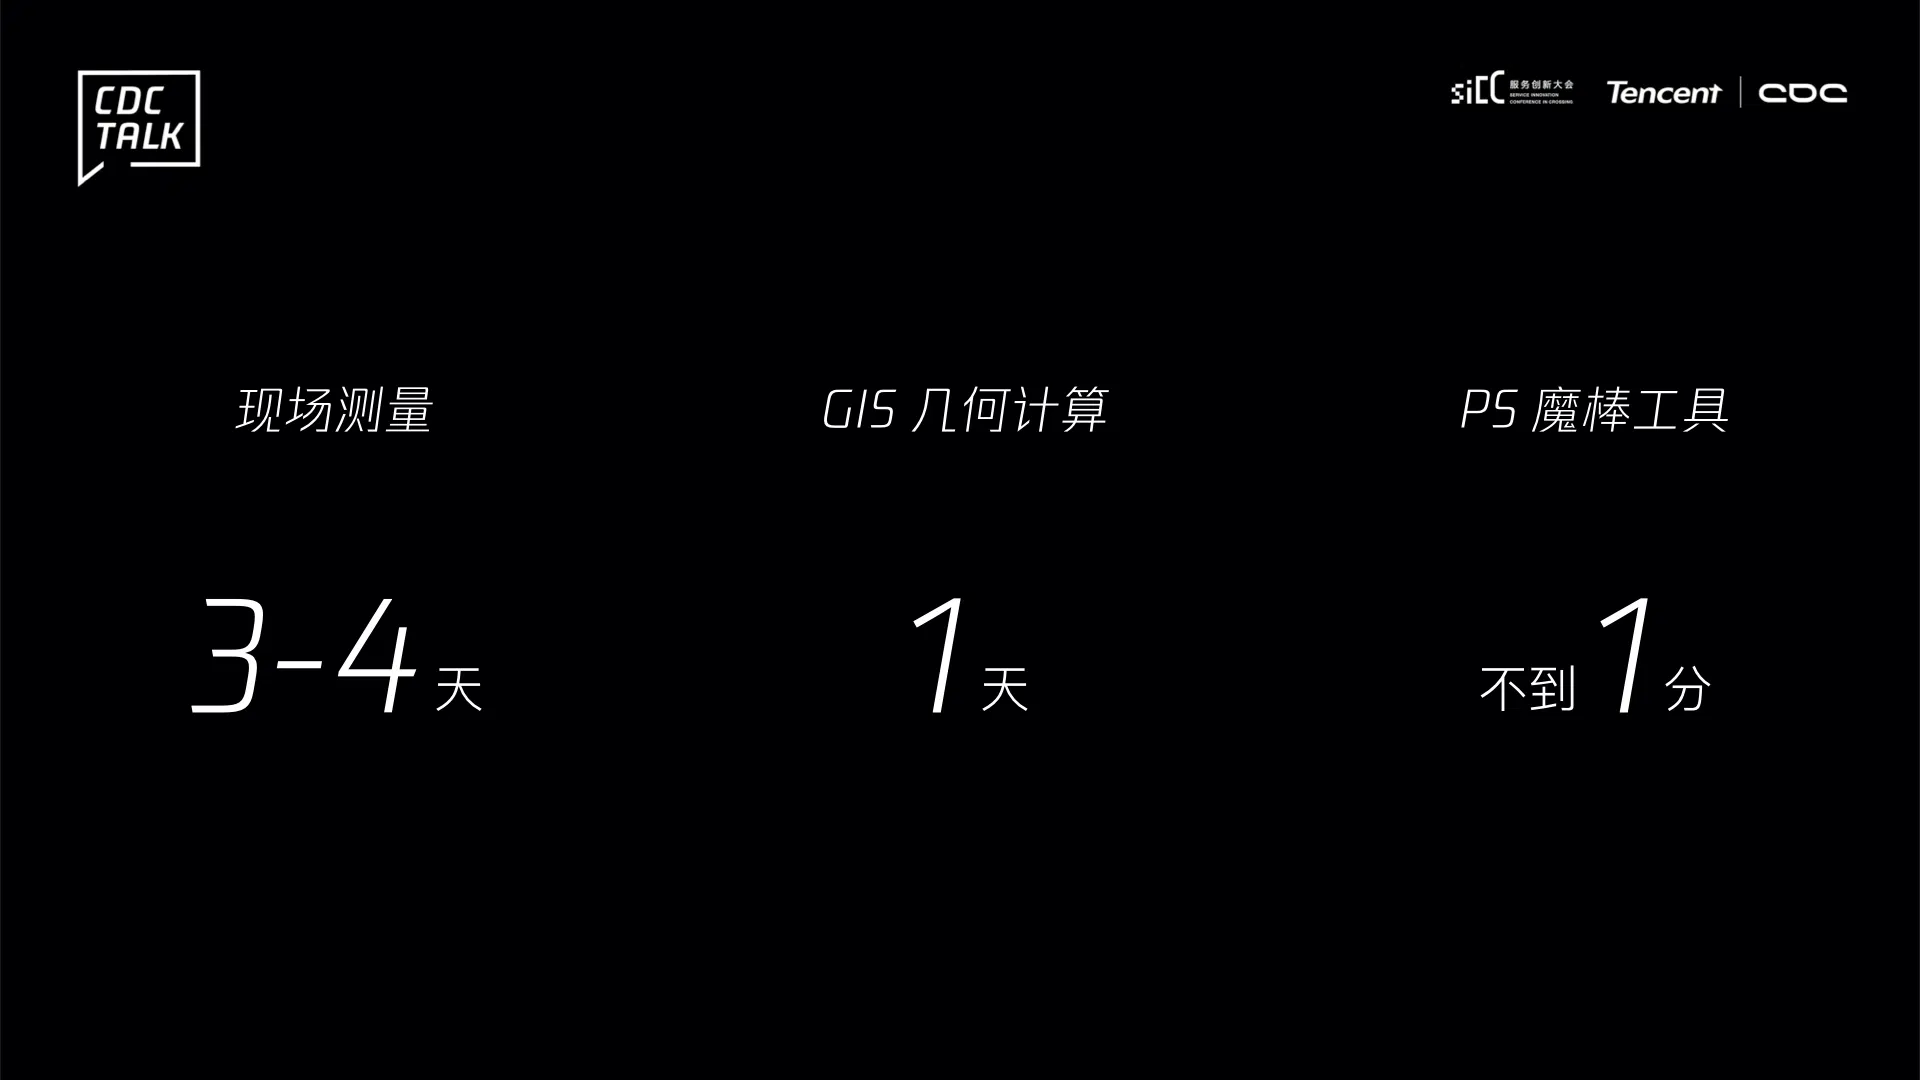 CDC
TALK
SiCC 服务创新大会
SERVICE INNOVATION
CONFERENCE IN CROSSING
Tencent | CDC
现场测量
GIS 几何计算
PS 魔棒工具
3-4 天
1 天
不到 1 分